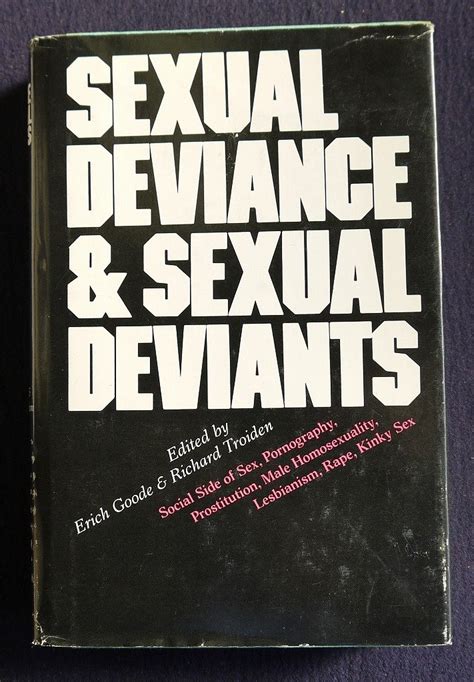 SEXUAL
DEVIANCE
& SEXUAL
DEVIANTS
Edited by
Erich Goode & Richard Troiden
Social Side of Sex, Pornography,
Prostitution, Male Homosexuality,
Lesbianism, Rape, Kinky Sex